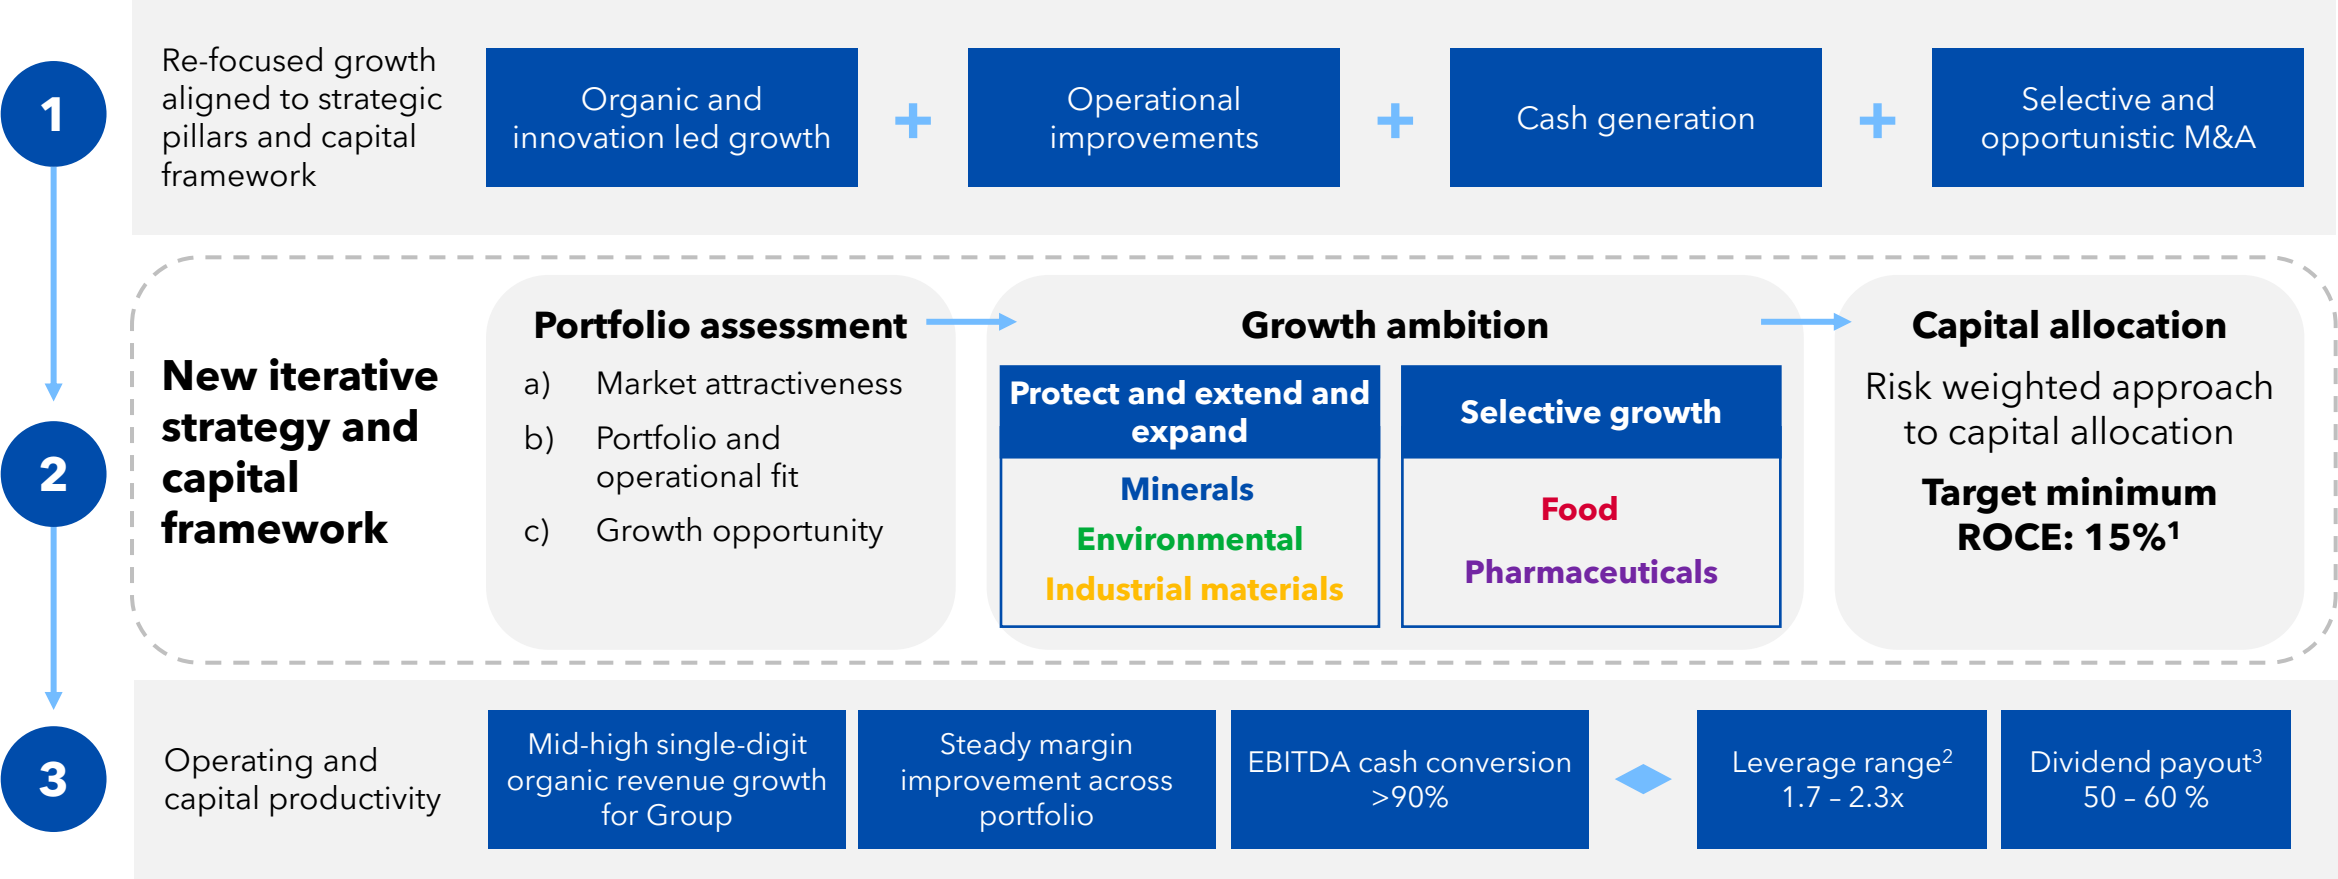 1
Re-focused growth
aligned to strategic
pillars and capital
framework
Organic and
innovation led growth
+
Operational
improvements
+
Cash generation
+
Selective and
opportunistic M&A
2
New iterative
strategy and
capital
framework
Portfolio assessment
a) Market attractiveness
b) Portfolio and
operational fit
c) Growth opportunity
Growth ambition
Protect and extend and
expand
Minerals
Environmental
Industrial materials
Selective growth
Food
Pharmaceuticals
Capital allocation
Risk weighted approach
to capital allocation
Target minimum
ROCE: 15%¹
3
Operating and
capital productivity
Mid-high single-digit
organic revenue growth
for Group
Steady margin
improvement across
portfolio
EBITDA cash conversion
>90%
Leverage range²
1.7 – 2.3x
Dividend payout³
50 – 60 %